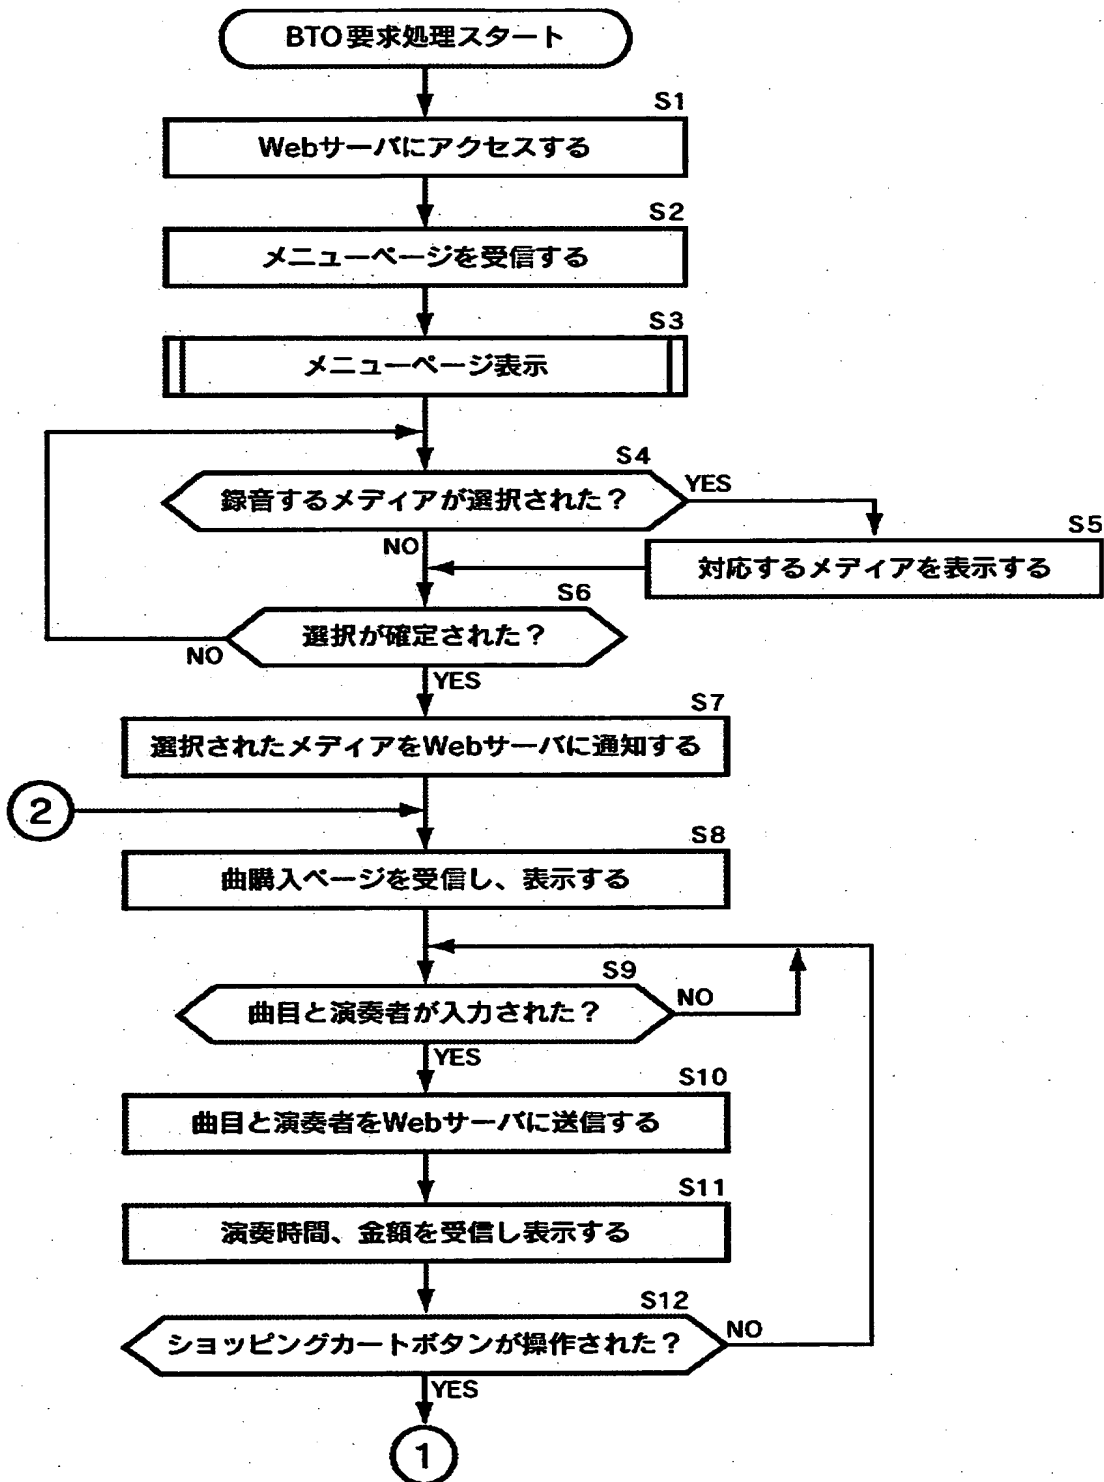 BTO要求処理スタート
S1
Webサーバにアクセスする
S2
メニューページを受信する
S3
メニューページ表示
S4
録音するメディアが選択された？
YES
NO
S5
対応するメディアを表示する
S6
選択が確定された？
NO
YES
S7
選択されたメディアをWebサーバに通知する
2
S8
曲購入ページを受信し、表示する
S9
曲目と演奏者が入力された？
NO
YES
S10
曲目と演奏者をWebサーバに送信する
S11
演奏時間、金額を受信し表示する
S12
ショッピングカートボタンが操作された？
NO
YES
1